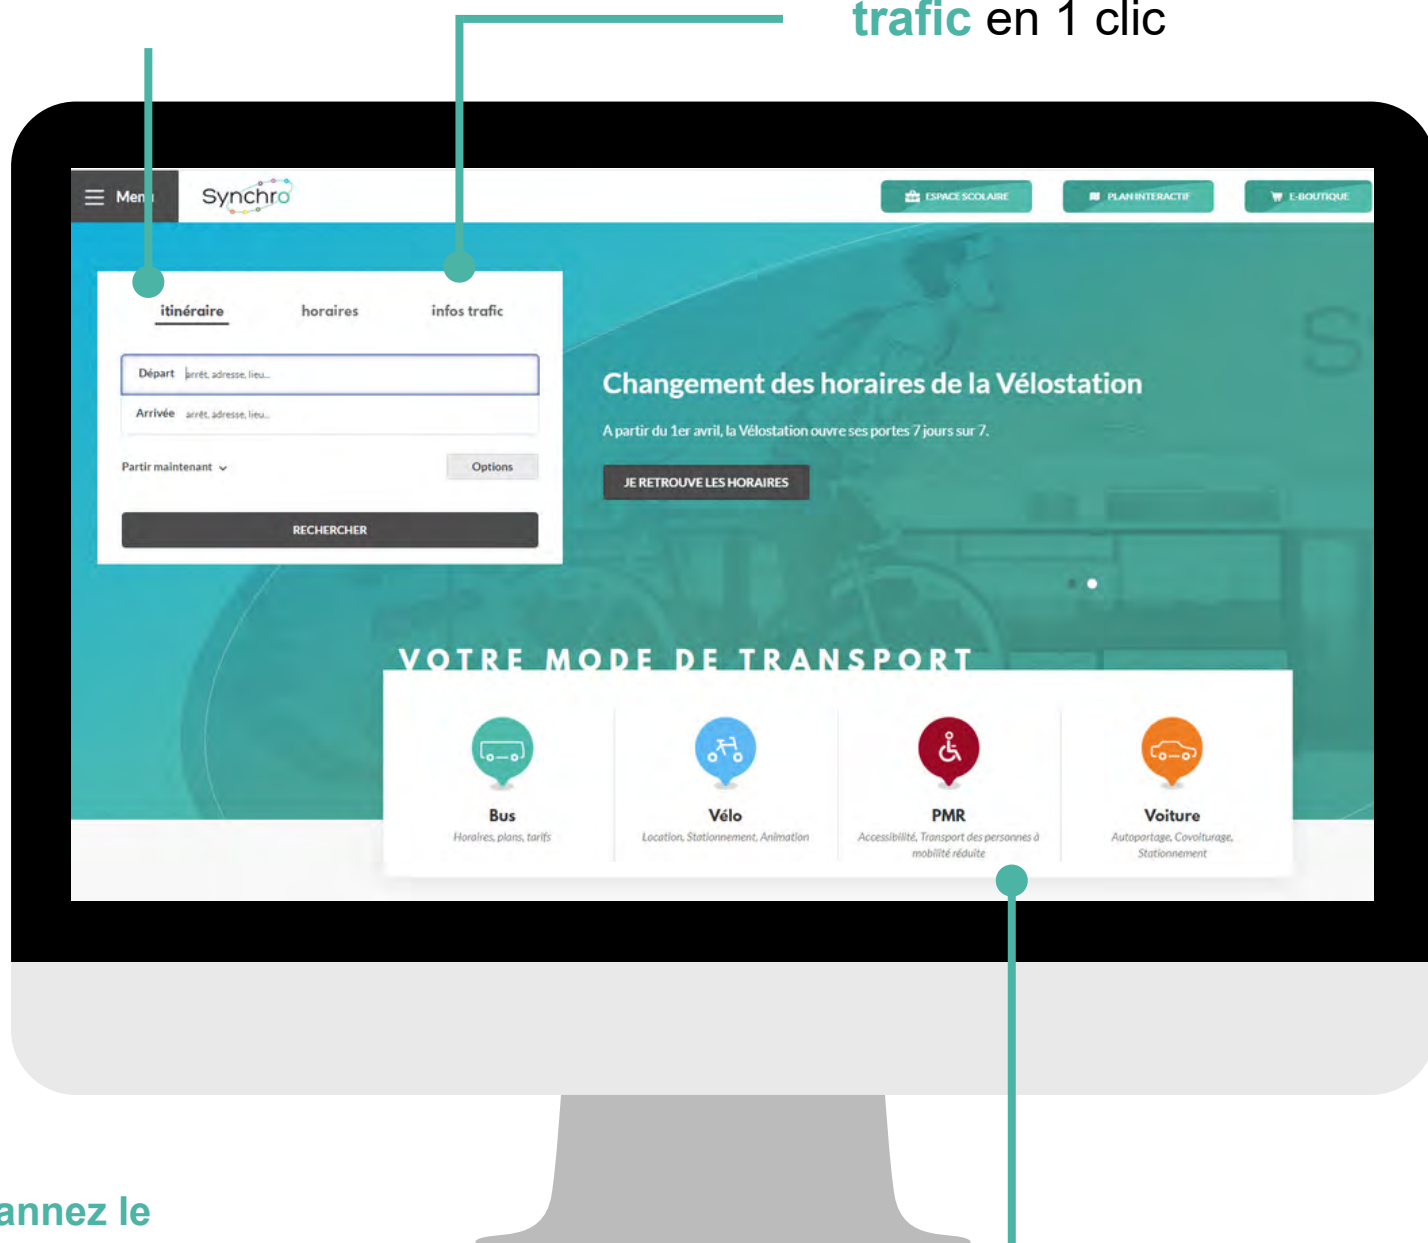 trafic en 1 clic
Menu
Synchro
ESPACE SCOLAIRE
PLAN INTERACTIF
E-BOUTIQUE
itinéraire
horaires
infos trafic
Départ arrêt, adresse, lieu...
Arrivée arrêt, adresse, lieu...
Partir maintenant
Options
RECHERCHER
Changement des horaires de la Vélostation
A partir du 1er avril, la Vélostation ouvre ses portes 7 jours sur 7.
JE RETROUVE LES HORAIRES
S
VOTRE MODE DE TRANSPORT
Bus
Horaires, plans, tarifs
Vélo
Location, Stationnement, Animation
PMR
Accessibilité, Transport des personnes à
mobilité réduite
Voiture
Autopartage, Covoiturage,
Stationnement
annez le